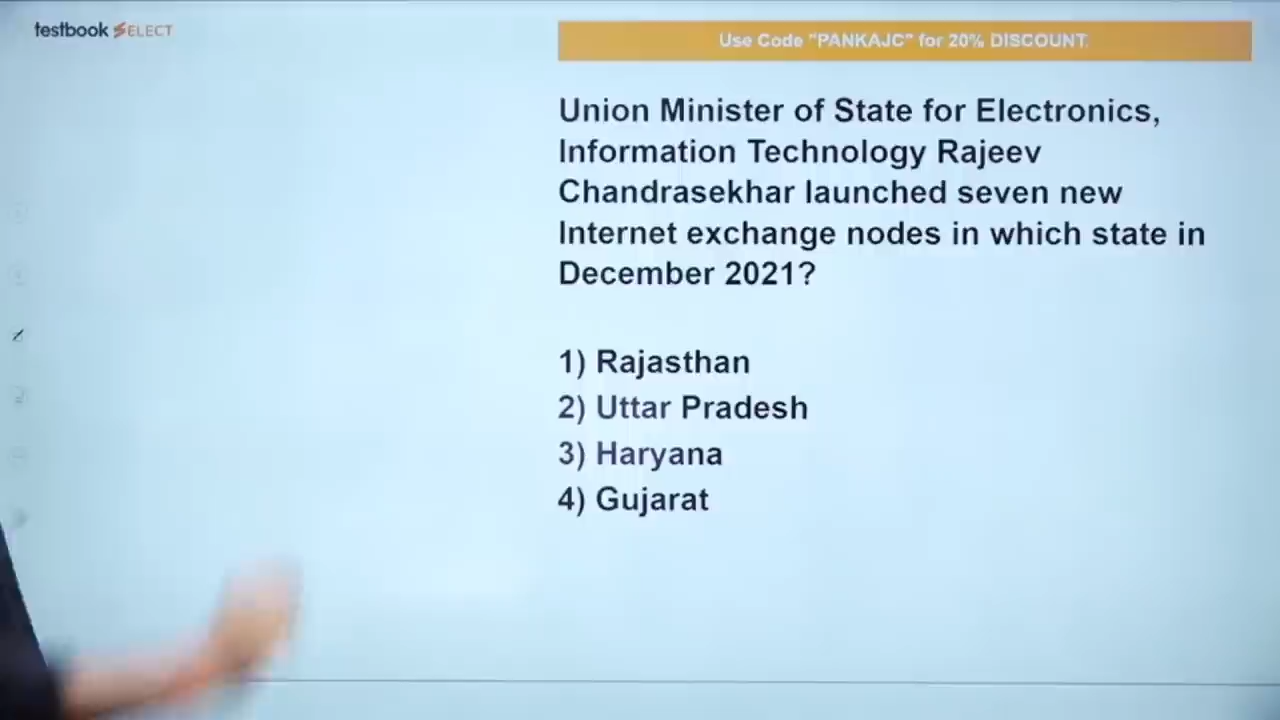 testbook SELECT
Use Code "PANKAJC" for 20% DISCOUNT.
Union Minister of State for Electronics,
Information Technology Rajeev
Chandrasekhar launched seven new
Internet exchange nodes in which state in
December 2021?
1) Rajasthan
2) Uttar Pradesh
3) Haryana
4) Gujarat